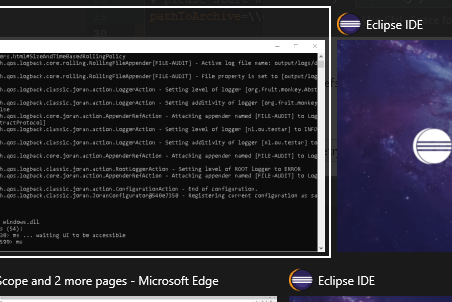 pathToArchive=\\
Eclipse IDE
mrs.html#SizeAndTimeBasedRollingPolicy
h.qos.logback.core.rolling.RollingFileAppender[FILE-AUDIT] - Active log file name: output/logs/
h.qos.logback.core.rolling.RollingFileAppender[FILE-AUDIT] - File property is set to [output/log
h.qos.logback.classic.joran.action.LoggerAction - Setting level of logger [org.fruit.monkey.Abst
h.qos.logback.classic.joran.action.LoggerAction - Setting additivity of logger [org.fruit.monkey
lse
h.qos.logback.core.joran.action.AppenderRefAction - Attaching appender named [FILE-AUDIT] to Log
tractProtocol]
h.qos.logback.classic.joran.action.LoggerAction - Setting level of logger [nl.ou.testar] to INFO
h.qos.logback.classic.joran.action.LoggerAction - Setting additivity of logger [nl.ou.testar] to
h.qos.logback.core.joran.action.AppenderRefAction - Attaching appender named [FILE-AUDIT] to Log
h.qos.logback.classic.joran.action.RootLoggerAction - Setting level of ROOT logger to ERROR
h.qos.logback.core.joran.action.AppenderRefAction - Attaching appender named [FILE-AUDIT] to Log
h.qos.logback.classic.joran.action.ConfigurationAction - End of configuration.
h.qos.logback.classic.joran.JoranConfigurator@540e7350 - Registering current configuration as sa
windows.dll
s (54):
ms ... waiting UI to be accessible
ms
Scope and 2 more pages - Microsoft Edge
Eclipse IDE